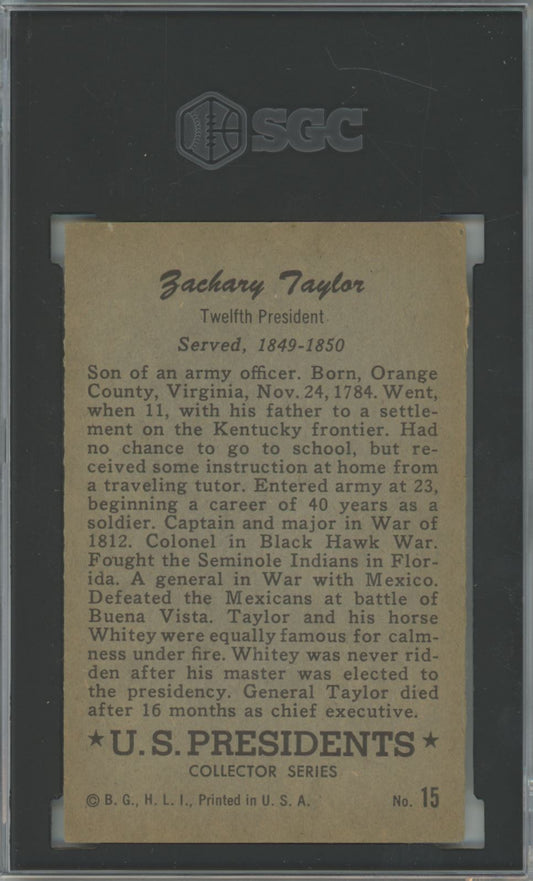 SGC
Zachary Taylor
Twelfth President
Served, 1849-1850
Son of an army officer. Born, Orange
County, Virginia, Nov. 24, 1784. Went,
when 11, with his father to a settle-
ment on the Kentucky frontier. Had
no chance to go to school, but re-
ceived some instruction at home from
a traveling tutor. Entered army at 23,
beginning a career of 40 years as a
soldier. Captain and major in War of
1812. Colonel in Black Hawk War.
Fought the Seminole Indians in Flor-
ida. A general in War with Mexico.
Defeated the Mexicans at battle of
Buena Vista. Taylor and his horse
Whitey were equally famous for calm-
ness under fire. Whitey was never rid-
den after his master was elected to
the presidency. General Taylor died
after 16 months as chief executive.
★ U.S. PRESIDENTS ★
COLLECTOR SERIES
© B. G., H. L. I., Printed in U. S. A. No. 15